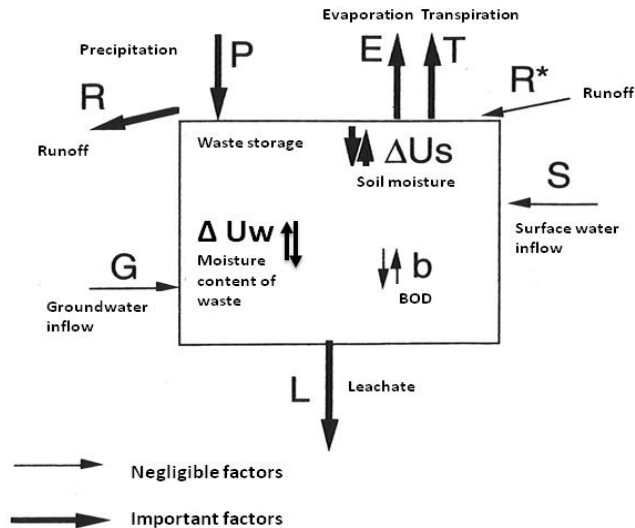 Evaporation Transpiration
Precipitation
P
E
T
R
R*
Runoff
Runoff
Waste storage
ΔUs
Soil moisture
S
Surface water
inflow
Δ Uw
Moisture
content of
waste
G
Groundwater
inflow
b
BOD
L
Leachate
Negligible factors
Important factors